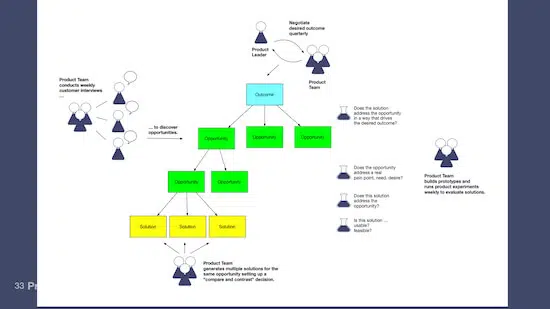 Negotiate
desired outcome
quarterly
Product
Leader
Product
Team
Product Team
conducts weekly
customer interviews
...
... to discover
opportunities.
Outcome
Opportunity
Opportunity
Opportunity
Opportunity
Opportunity
Solution
Solution
Solution
Product Team
generates multiple solutions for the
same opportunity setting up a
"compare and contrast" decision.
Does the solution
address the opportunity
in a way that drives
the desired outcome?
Does the opportunity
address a real
pain point, need, desire?
Does this solution
address the
opportunity?
Is this solution ...
usable?
feasible?
Product Team
builds prototypes and
runs product experiments
weekly to evaluate solutions.
33 Pr